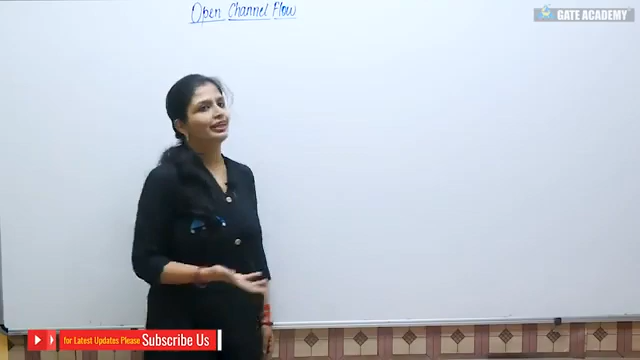 Open Channel Flow
GATE ACADEMY
for Latest Updates Please Subscribe Us